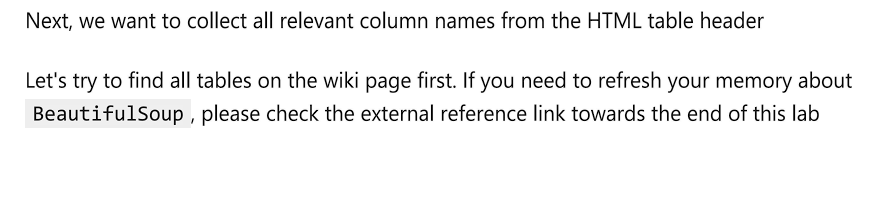 Next, we want to collect all relevant column names from the HTML table header
Let's try to find all tables on the wiki page first. If you need to refresh your memory about
BeautifulSoup , please check the external reference link towards the end of this lab